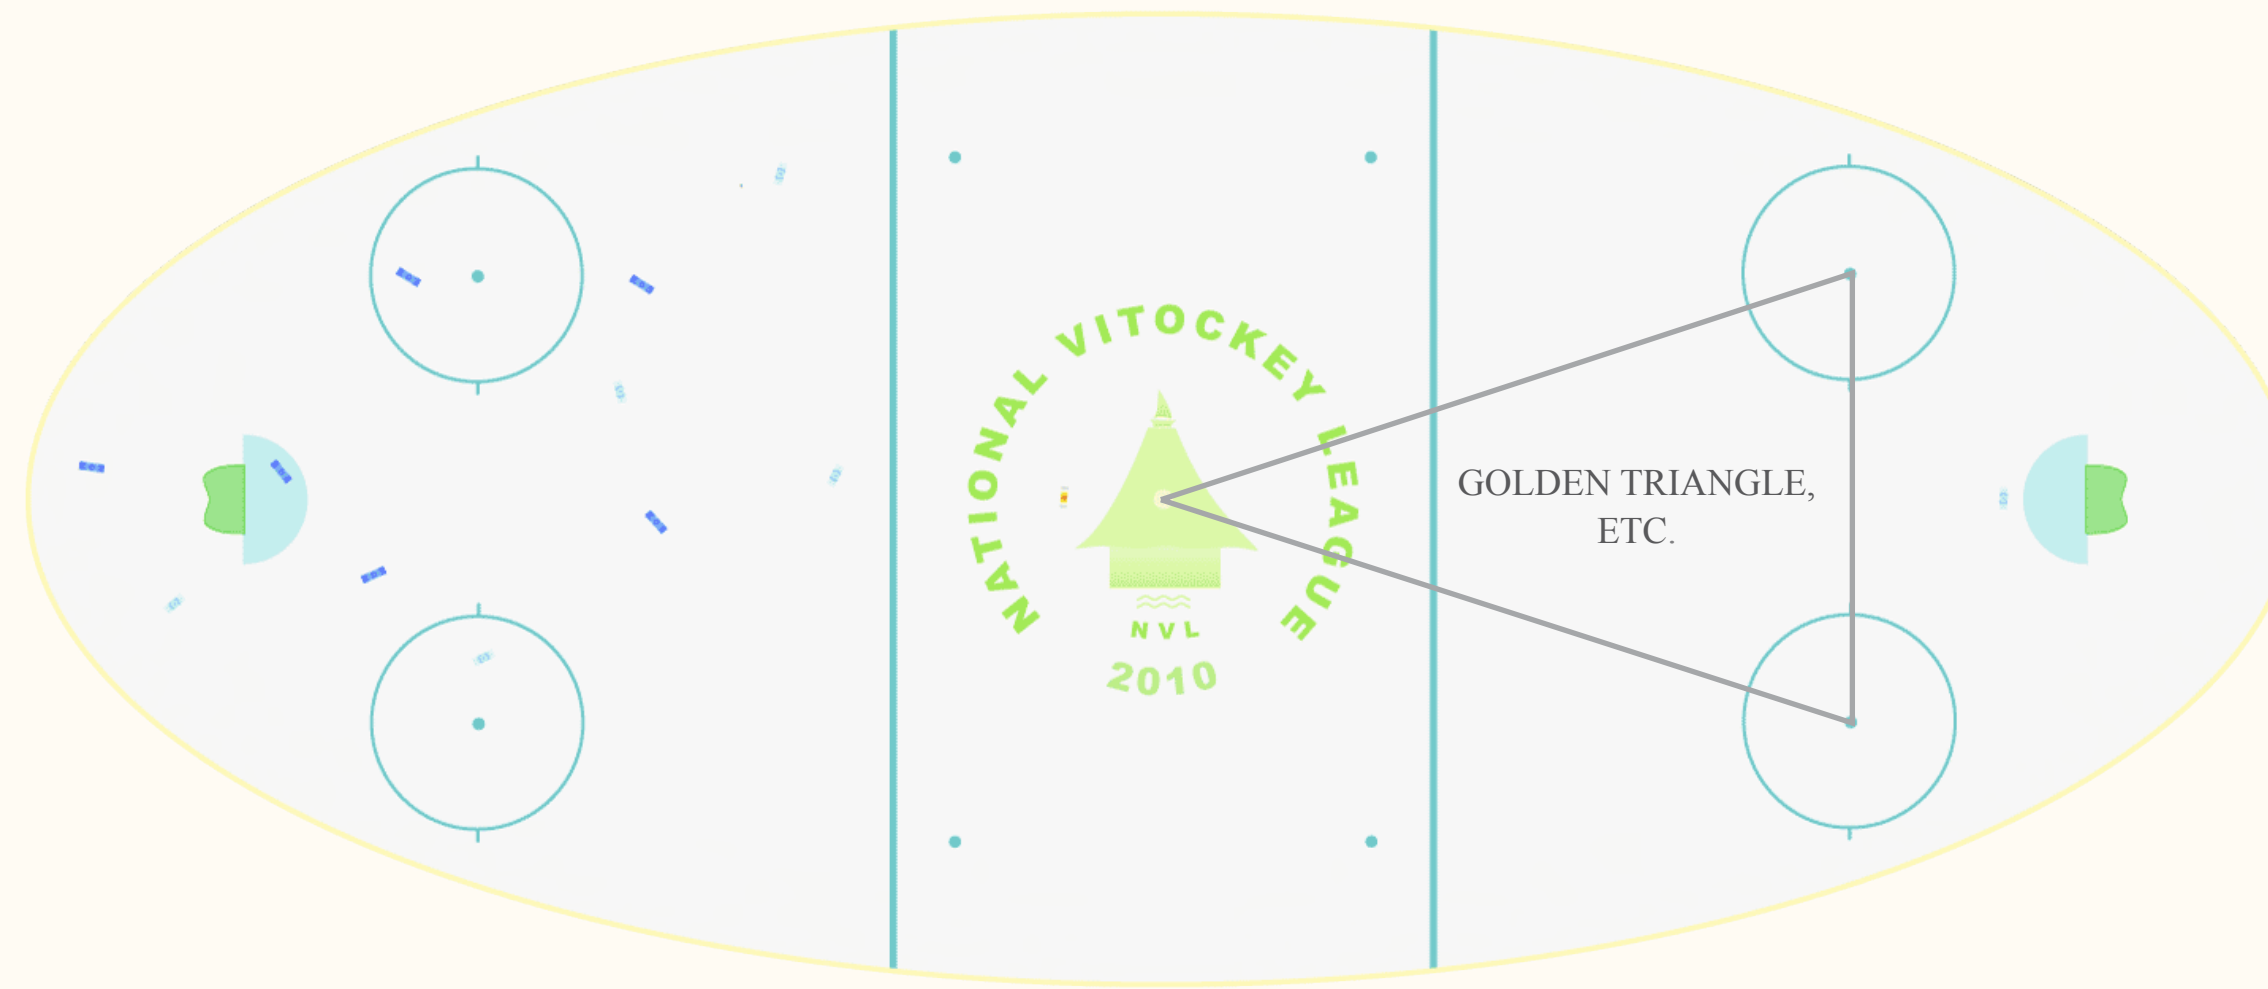 NATIONAL VITOCKEY LEAGUE
GOLDEN TRIANGLE,
ETC.
NVL
2010